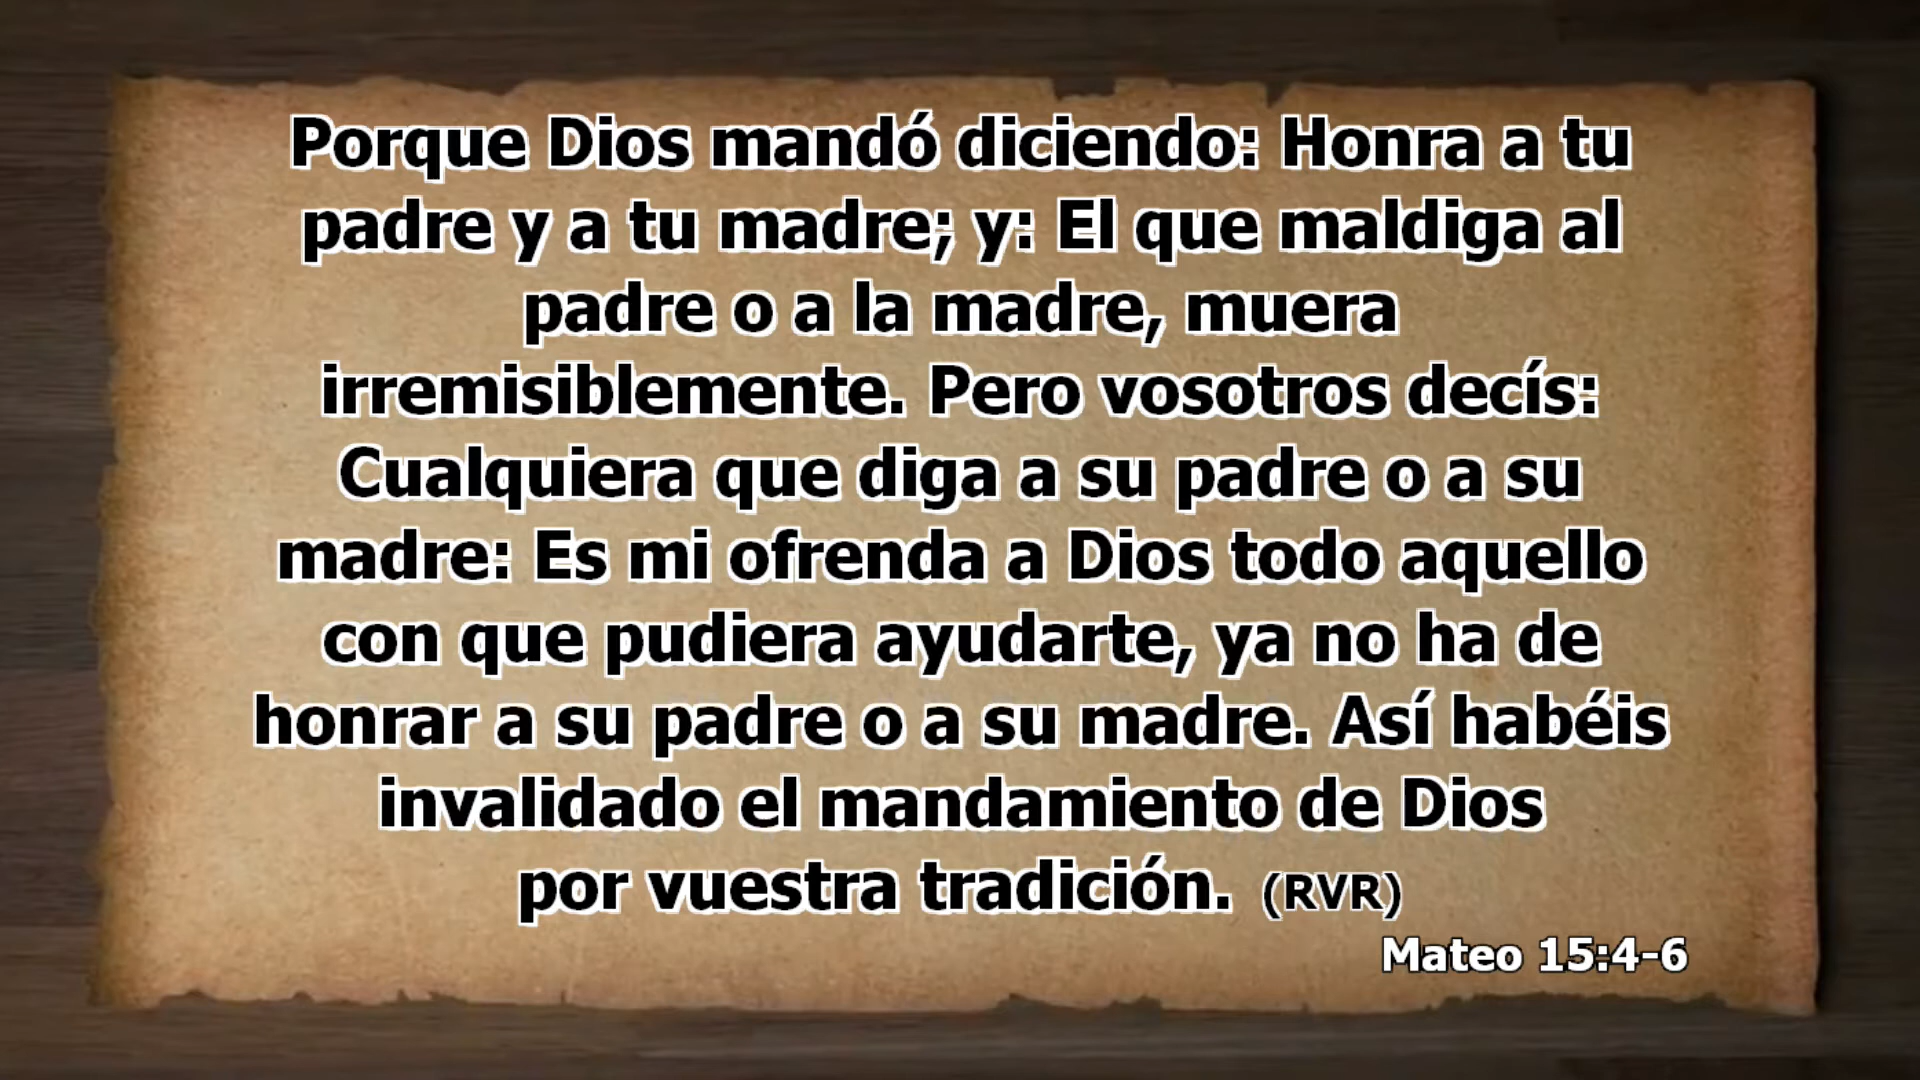 Porque Dios mandó diciendo: Honra a tu
padre y a tu madre; y: El que maldiga al
padre o a la madre, muera
irremisiblemente. Pero vosotros decís:
Cualquiera que diga a su padre o a su
madre: Es mi ofrenda a Dios todo aquello
con que pudiera ayudarte, ya no ha de
honrar a su padre o a su madre. Así habéis
invalidado el mandamiento de Dios
por vuestra tradición. (RVR)
Mateo 15:4-6